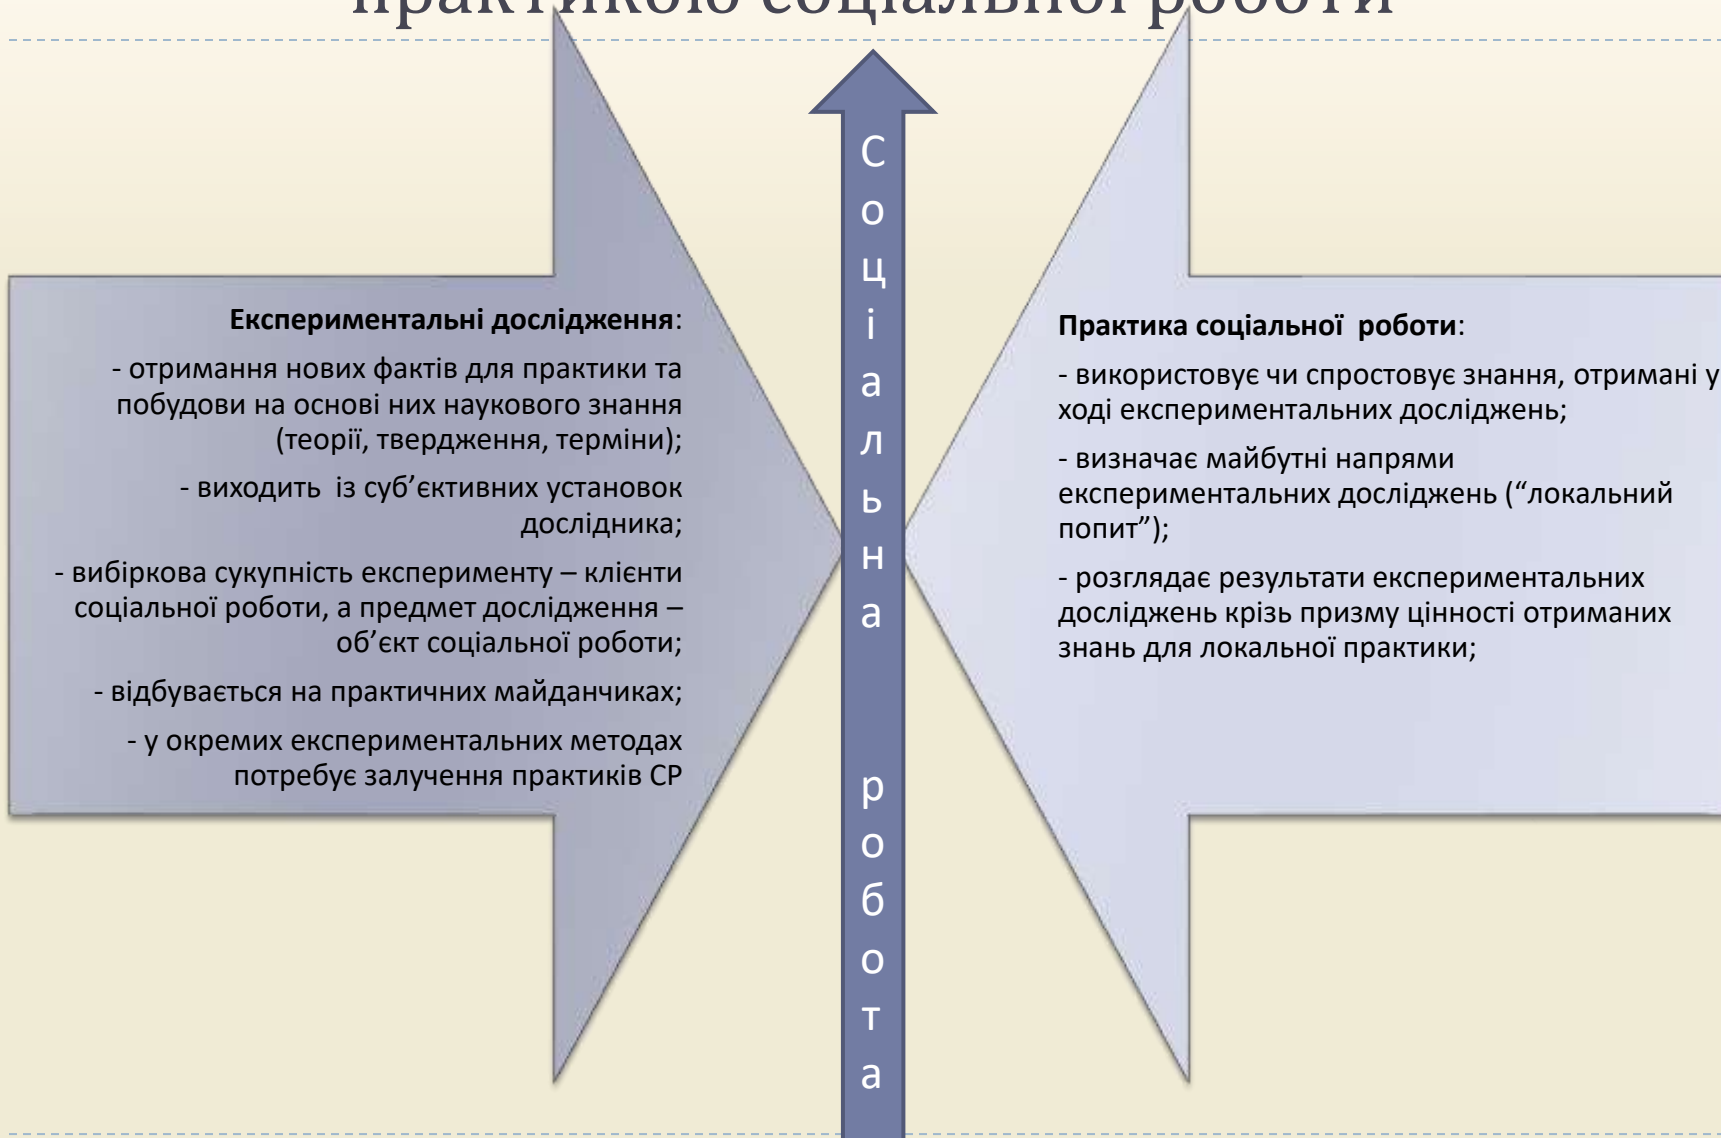 практикою соціальної роботи
Експериментальні дослідження:
- отримання нових фактів для практики та
побудови на основі них наукового знання
(теорії, твердження, терміни);
- виходить  із суб’єктивних установок
дослідника;
- вибіркова сукупність експерименту – клієнти
соціальної роботи, а предмет дослідження –
об’єкт соціальної роботи;
- відбувається на практичних майданчиках;
- у окремих експериментальних методах
потребує залучення практиків СР
Соціальна робота
Практика соціальної  роботи:
- використовує чи спростовує знання, отримані у
ході експериментальних досліджень;
- визначає майбутні напрями
експериментальних досліджень (“локальний
попит”);
- розглядає результати експериментальних
досліджень крізь призму цінності отриманих
знань для локальної практики;